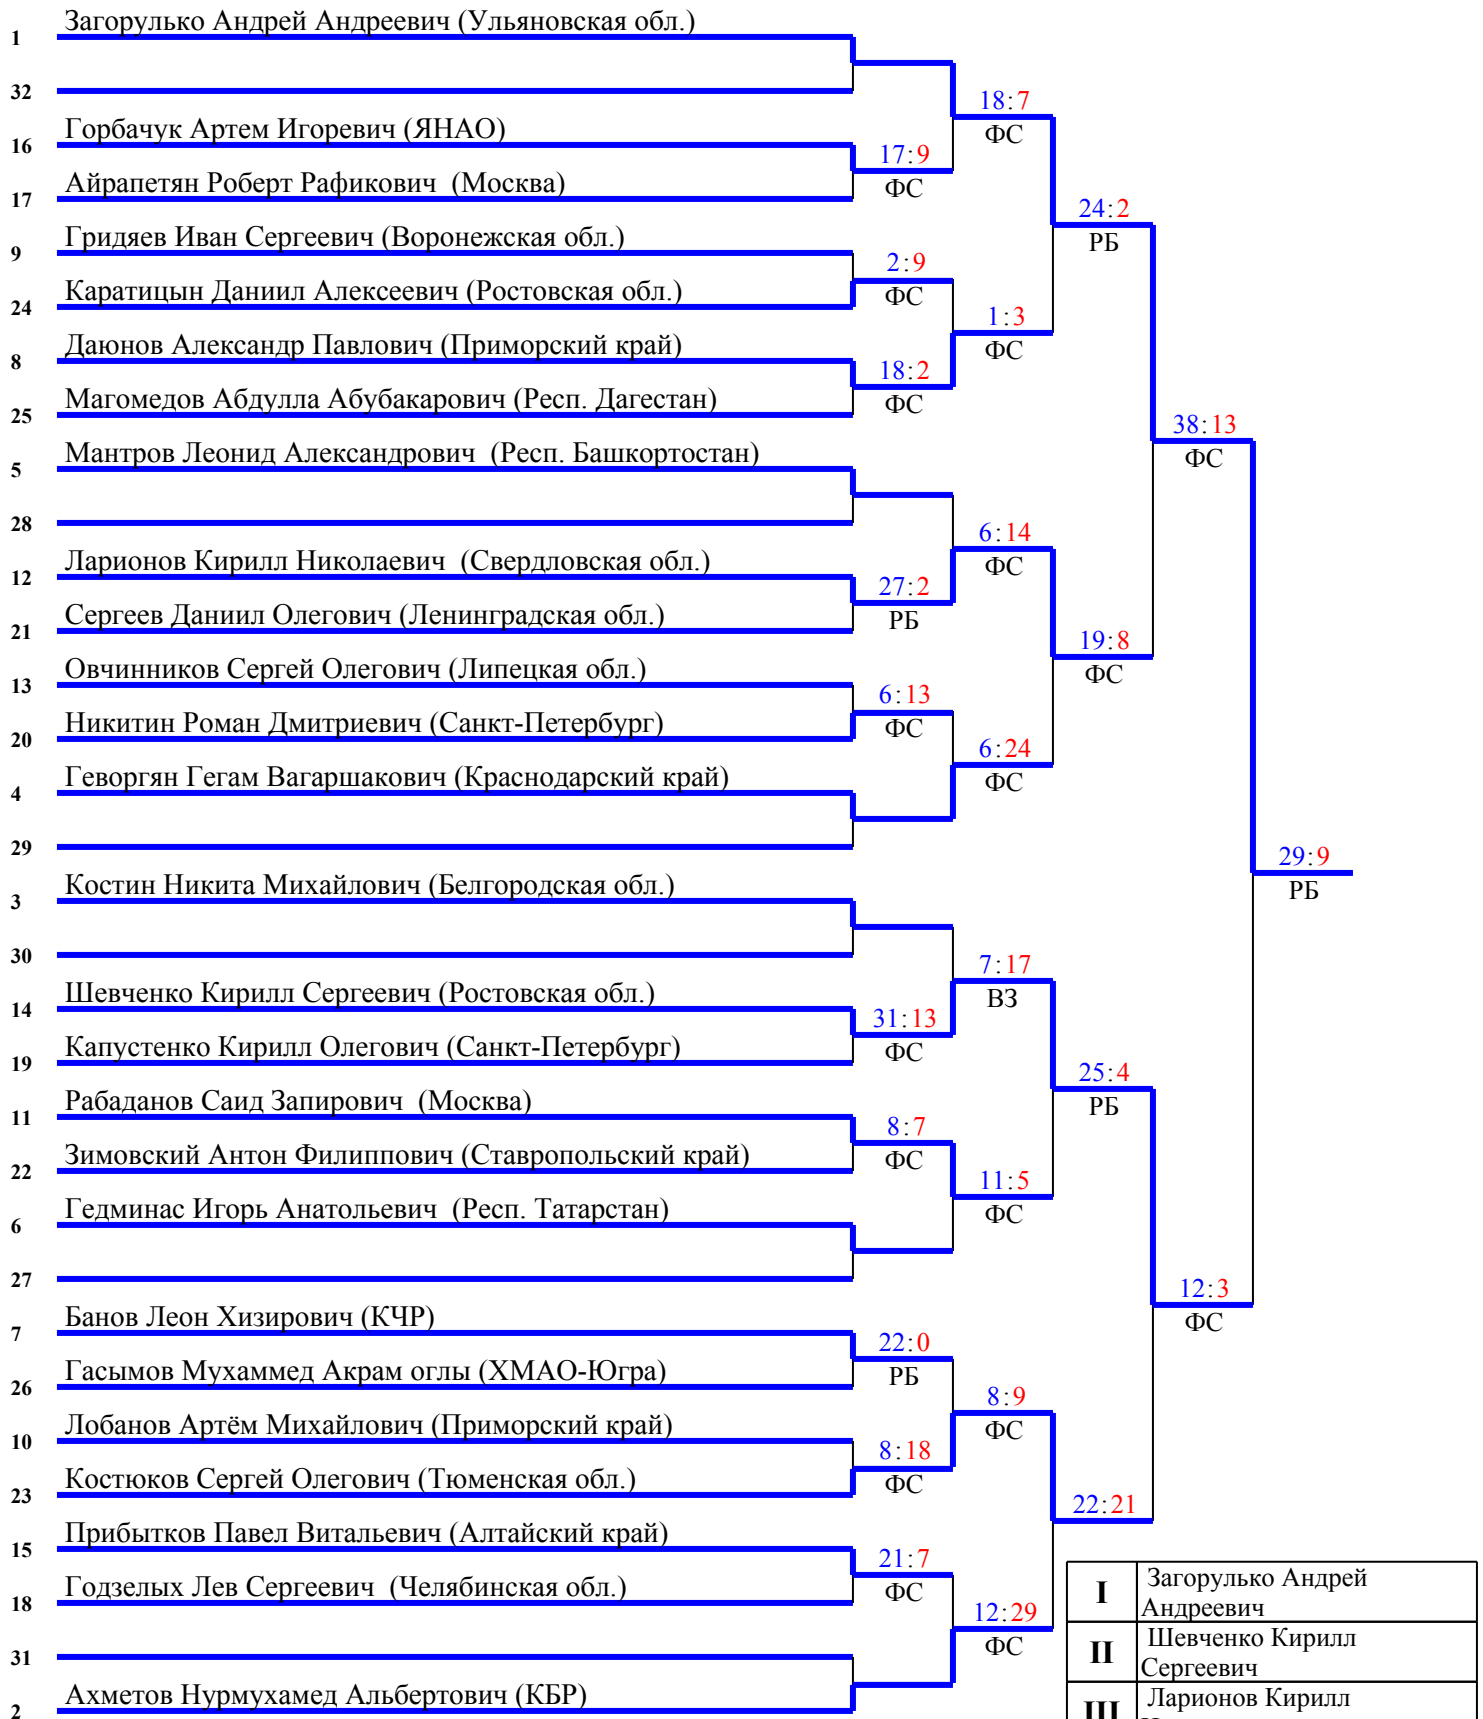 Загорулько Андрей Андреевич (Ульяновская обл.)
1
32
18:7
ФС
Горбачук Артем Игоревич (ЯНАО)
16
17:9
ФС
Айрапетян Роберт Рафикович (Москва)
17
24:2
РБ
Гридяев Иван Сергеевич (Воронежская обл.)
9
2:9
ФС
Каратицын Даниил Алексеевич (Ростовская обл.)
24
1:3
ФС
Даюнов Александр Павлович (Приморский край)
8
18:2
ФС
Магомедов Абдулла Абубакарович (Респ. Дагестан)
25
38:13
ФС
Мантров Леонид Александрович (Респ. Башкортостан)
5
28
6:14
ФС
Ларионов Кирилл Николаевич (Свердловская обл.)
12
27:2
РБ
Сергеев Даниил Олегович (Ленинградская обл.)
21
19:8
ФС
Овчинников Сергей Олегович (Липецкая обл.)
13
6:13
ФС
Никитин Роман Дмитриевич (Санкт-Петербург)
20
6:24
ФС
Геворгян Гегам Вагаршакович (Краснодарский край)
4
29
29:9
РБ
Костин Никита Михайлович (Белгородская обл.)
3
30
7:17
ВЗ
Шевченко Кирилл Сергеевич (Ростовская обл.)
14
31:13
ФС
Капустенко Кирилл Олегович (Санкт-Петербург)
19
25:4
РБ
Рабаданов Саид Запирович (Москва)
11
8:7
ФС
Зимовский Антон Филиппович (Ставропольский край)
22
11:5
ФС
Гедминас Игорь Анатольевич (Респ. Татарстан)
6
27
12:3
ФС
Банов Леон Хизирович (КЧР)
7
22:0
РБ
Гасымов Мухаммед Акрам оглы (ХМАО-Югра)
26
8:9
ФС
Лобанов Артём Михайлович (Приморский край)
10
8:18
ФС
Костюков Сергей Олегович (Тюменская обл.)
23
22:21
Прибытков Павел Витальевич (Алтайский край)
15
21:7
ФС
Годзелых Лев Сергеевич (Челябинская обл.)
18
12:29
ФС
31
Ахметов Нурмухамед Альбертович (КБР)
2
I
Загорулько Андрей
Андреевич
II
Шевченко Кирилл
Сергеевич
III
Ларионов Кирилл